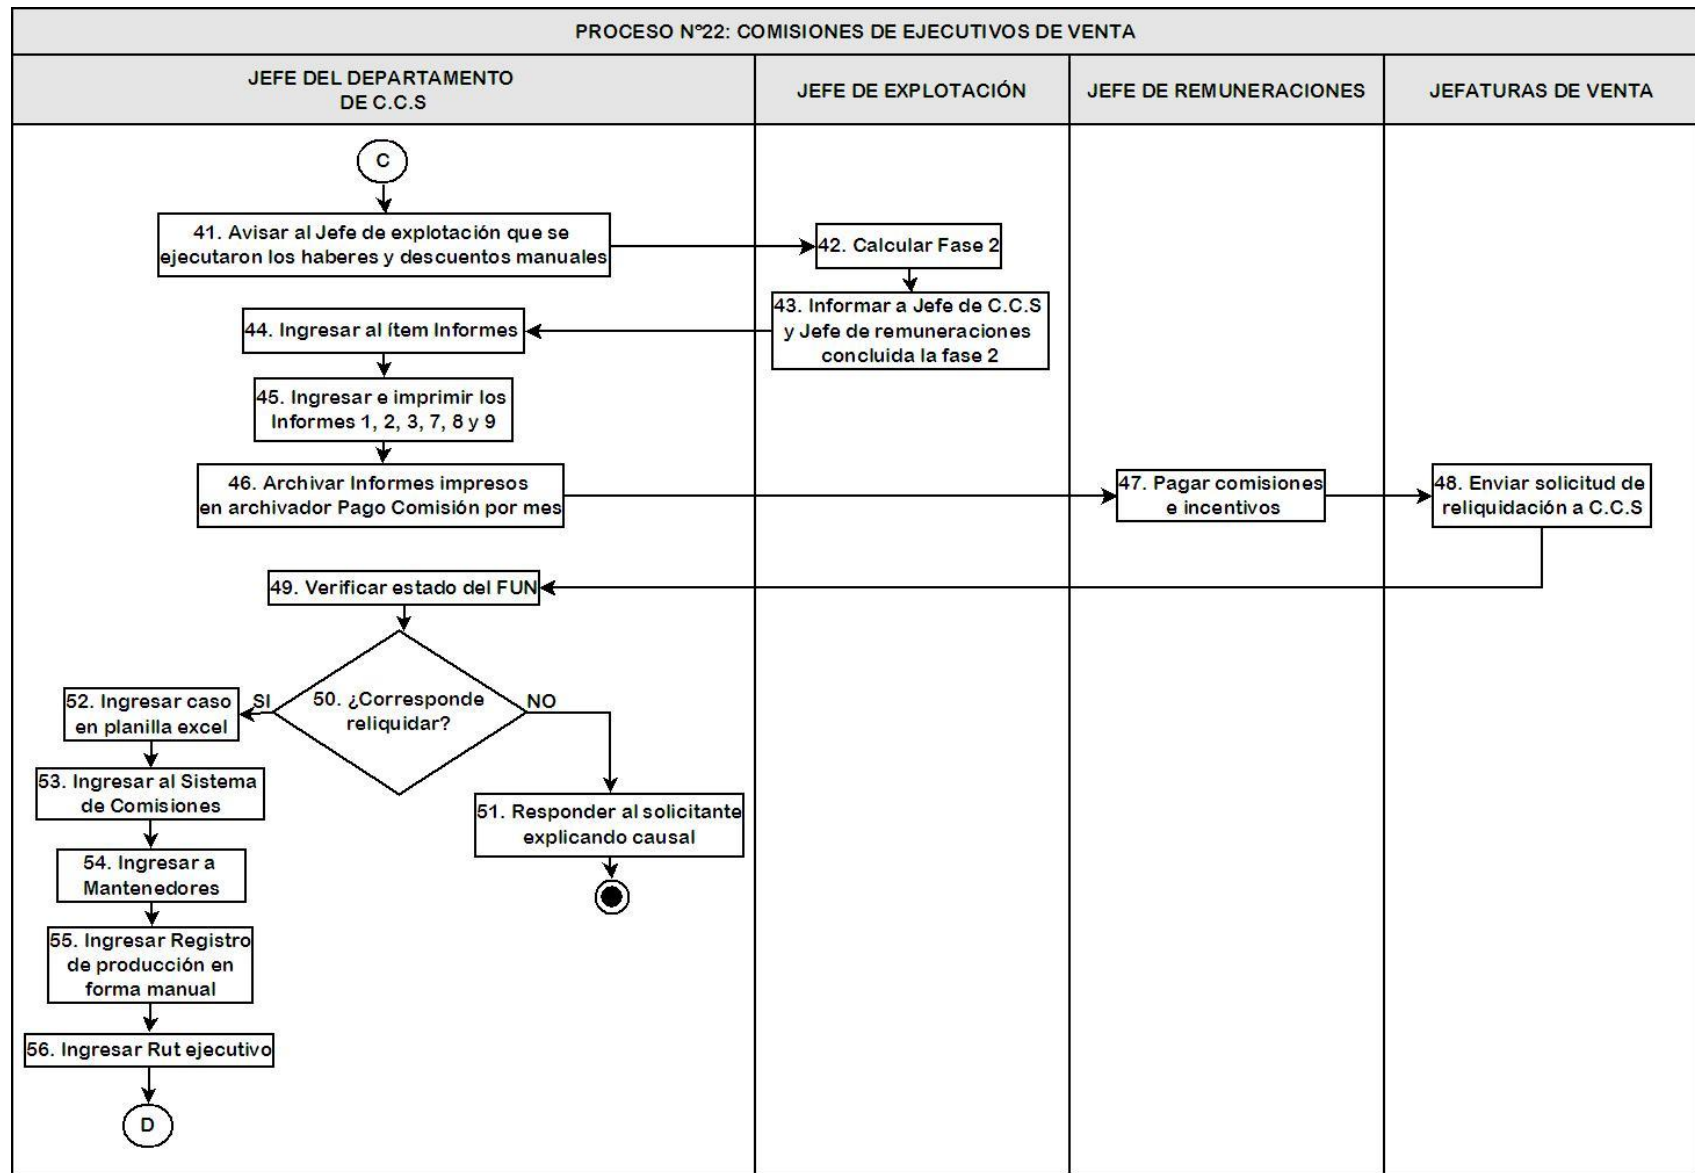 PROCESO Nº22: COMISIONES DE EJECUTIVOS DE VENTA
JEFE DEL DEPARTAMENTO
DE C.C.S
JEFE DE EXPLOTACIÓN
JEFE DE REMUNERACIONES
JEFATURAS DE VENTA
C
41. Avisar al Jefe de explotación que se
ejecutaron los haberes y descuentos manuales
42. Calcular Fase 2
43. Informar a Jefe de C.C.S
y Jefe de remuneraciones
concluida la fase 2
44. Ingresar al ítem Informes
45. Ingresar e imprimir los
Informes 1, 2, 3, 7, 8 y 9
46. Archivar Informes impresos
en archivador Pago Comisión por mes
47. Pagar comisiones
e incentivos
48. Enviar solicitud de
reliquidación a C.C.S
49. Verificar estado del FUN
50. ¿Corresponde
reliquidar?
SI
NO
51. Responder al solicitante
explicando causal
52. Ingresar caso
en planilla excel
53. Ingresar al Sistema
de Comisiones
54. Ingresar a
Mantenedores
55. Ingresar Registro
de producción en
forma manual
56. Ingresar Rut ejecutivo
D